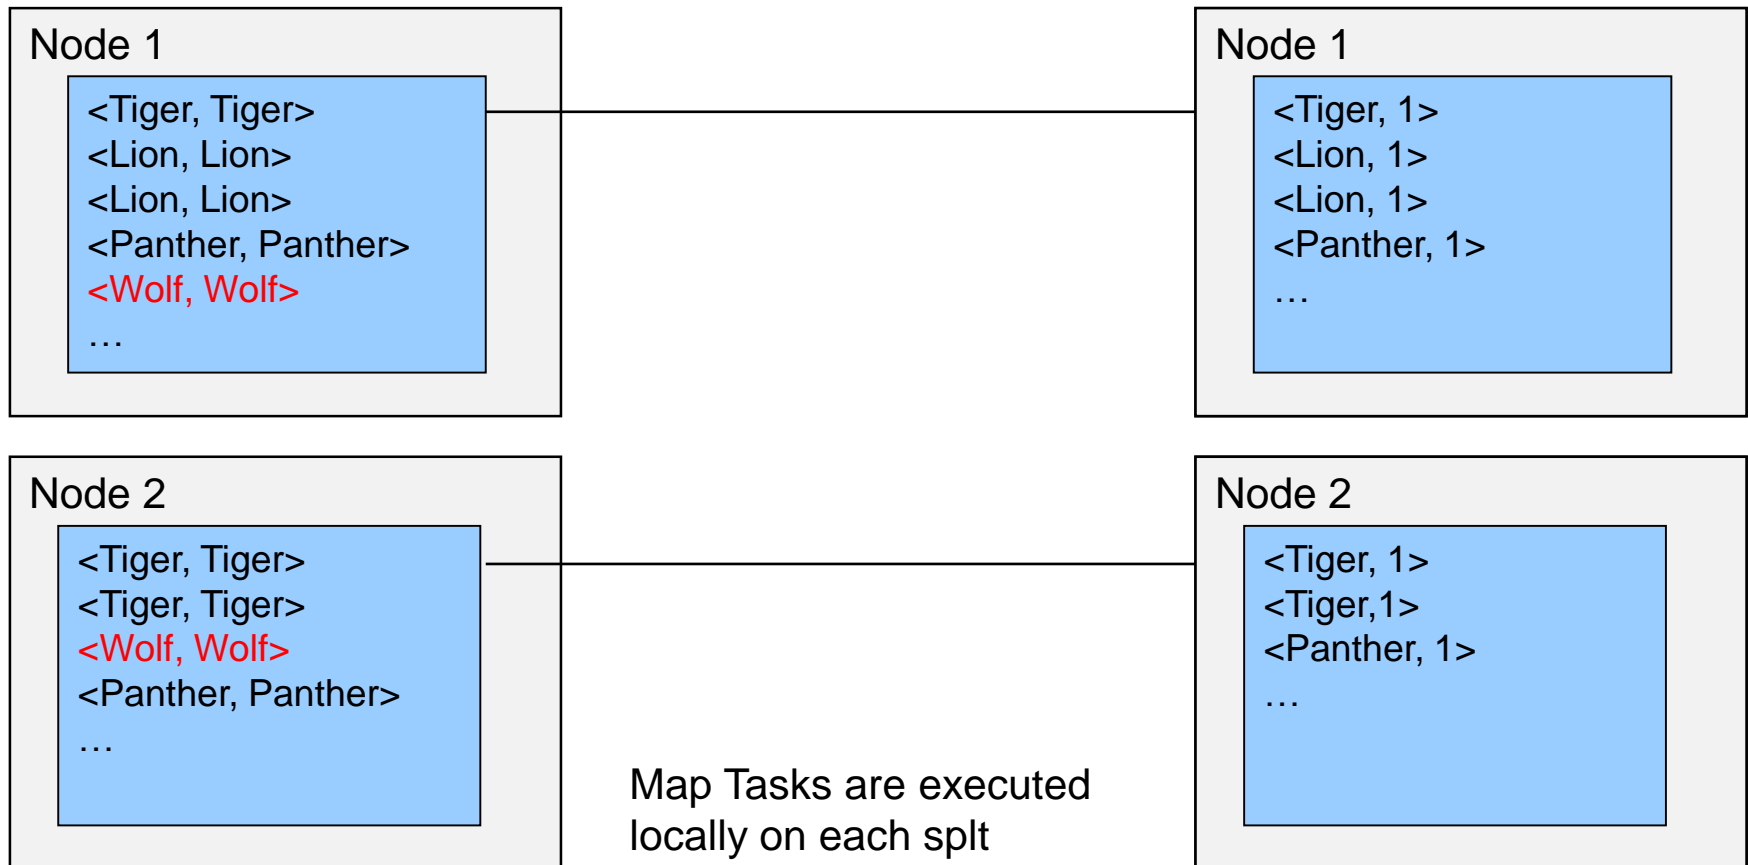 Node 1
<Tiger, Tiger>
<Lion, Lion>
<Lion, Lion>
<Panther, Panther>
<Wolf, Wolf>
…
Node 1
<Tiger, 1>
<Lion, 1>
<Lion, 1>
<Panther, 1>
…
Node 2
<Tiger, Tiger>
<Tiger, Tiger>
<Wolf, Wolf>
<Panther, Panther>
…
Map Tasks are executed
locally on each splt
Node 2
<Tiger, 1>
<Tiger,1>
<Panther, 1>
…